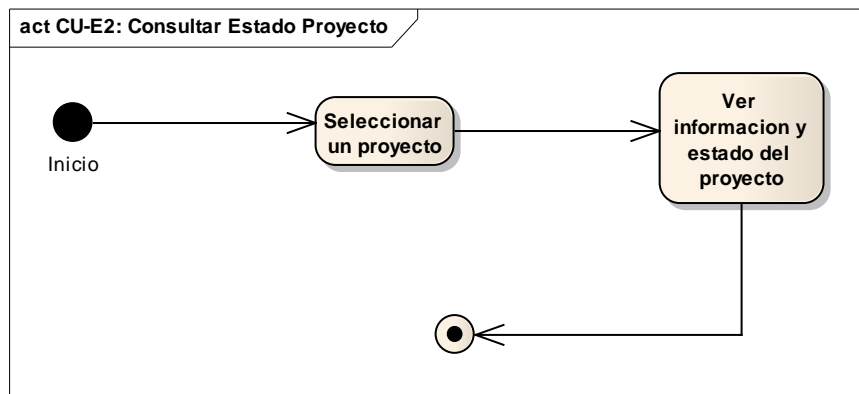 act CU-E2: Consultar Estado Proyecto
Inicio
Seleccionar
un proyecto
Ver
informacion y
estado del
proyecto